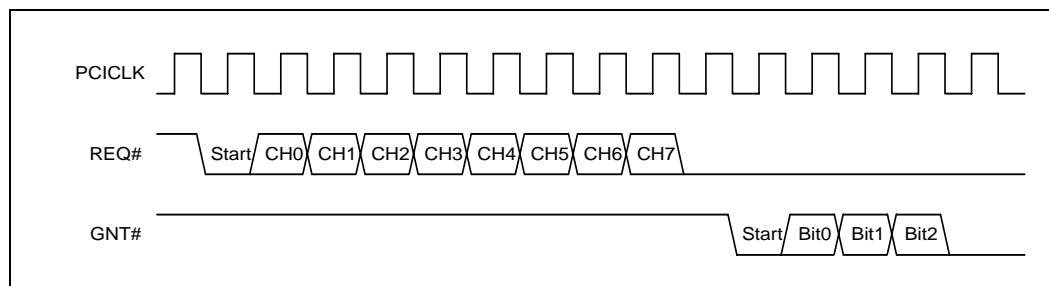 PCICLK
REQ# Start CH0 CH1 CH2 CH3 CH4 CH5 CH6 CH7
GNT# Start Bit0 Bit1 Bit2